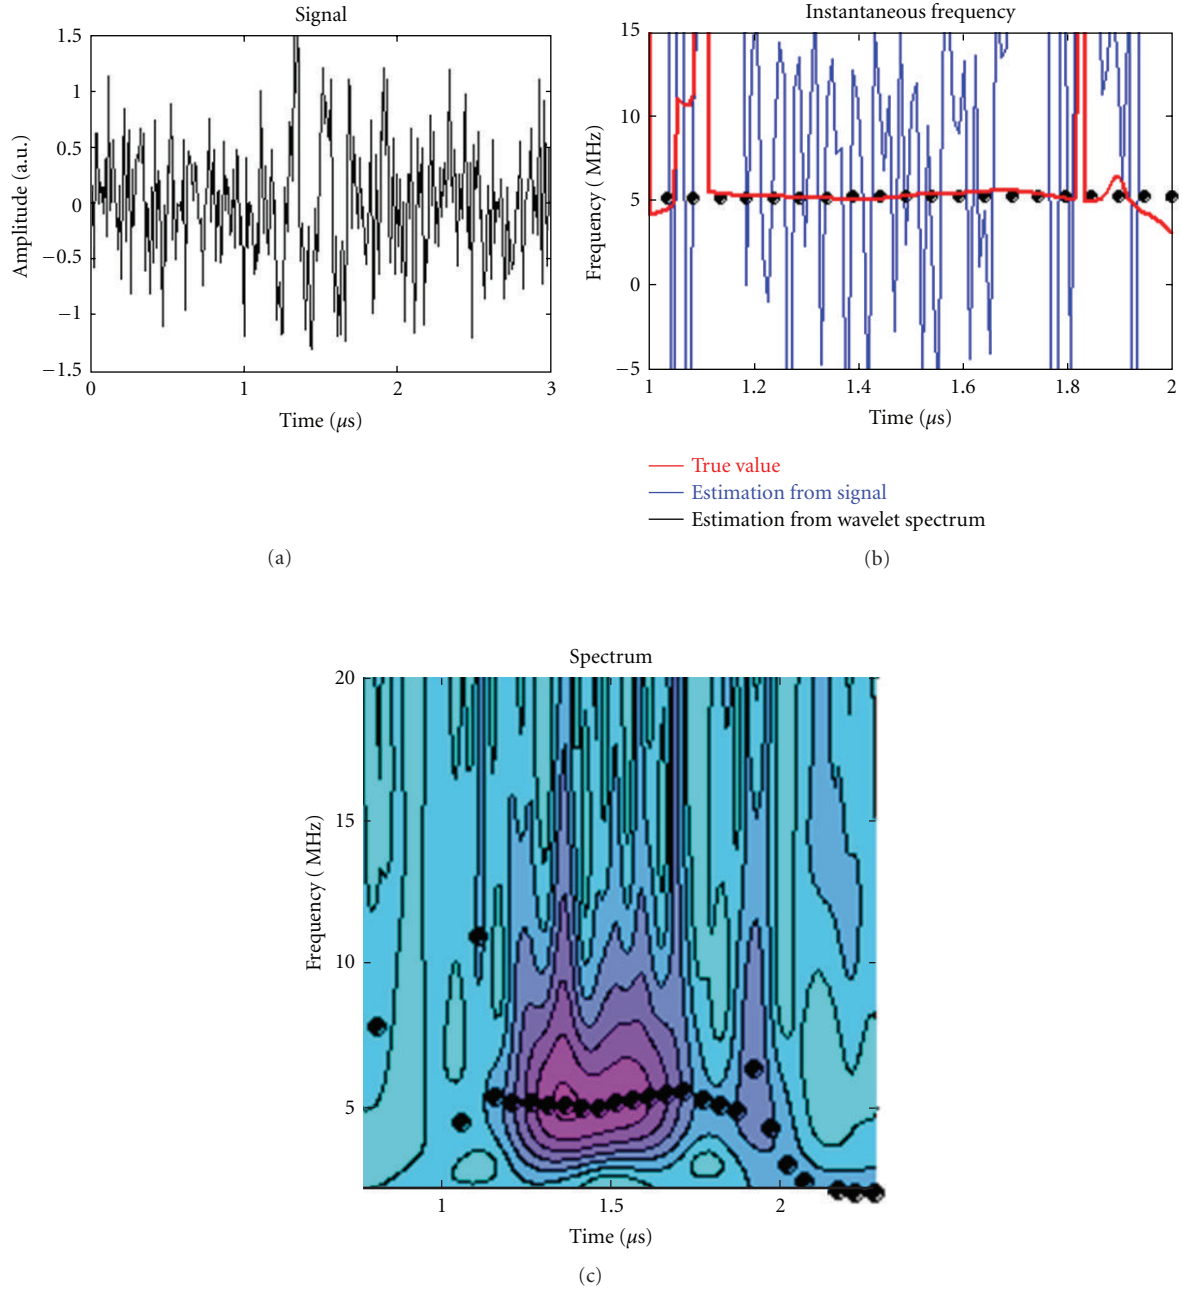 Signal
1.5
1
0.5
0
−0.5
−1
−1.5
Amplitude (a.u.)
0 1 2 3
Time (μs)
(a)
Instantaneous frequency
15
10
5
0
−5
Frequency ( MHz)
1 1.2 1.4 1.6 1.8 2
Time (μs)
True value
Estimation from signal
Estimation from wavelet spectrum
(b)
Spectrum
20
15
10
5
Frequency ( MHz)
1 1.5 2
Time (μs)
(c)